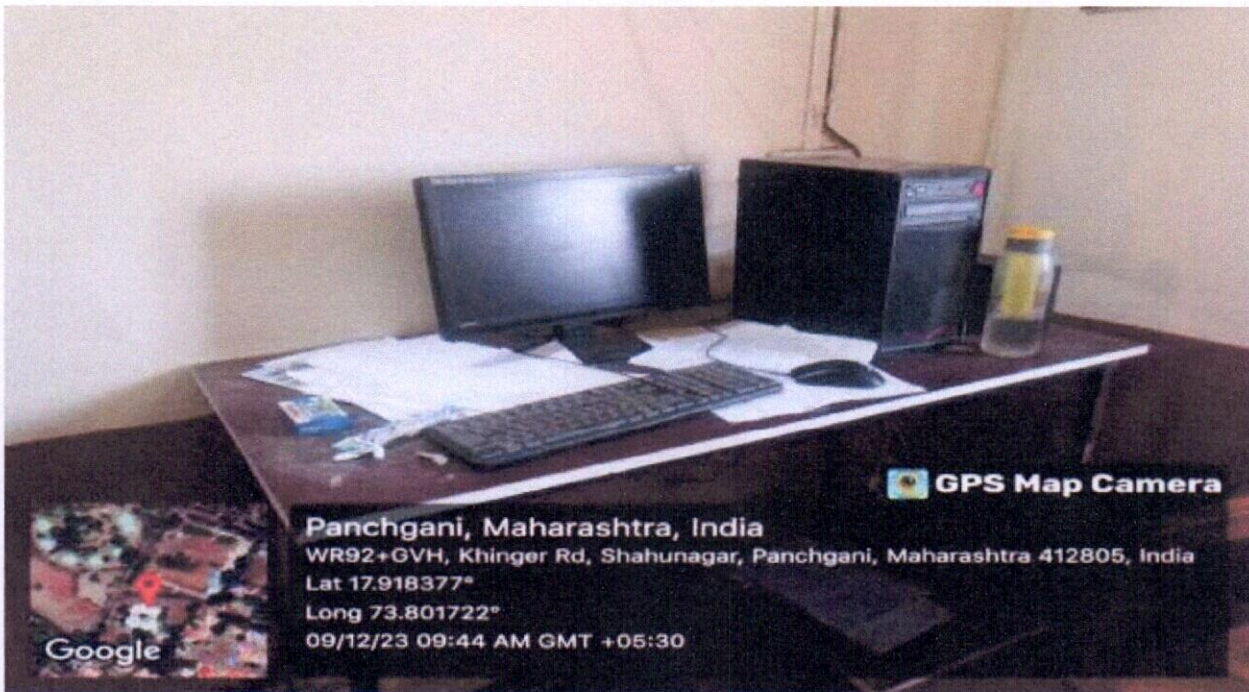 GPS Map Camera
Panchgani, Maharashtra, India
WR92+GVH, Khinger Rd, Shahunagar, Panchgani, Maharashtra 412805, India
Lat 17.918377°
Long 73.801722°
09/12/23 09:44 AM GMT +05:30
Google